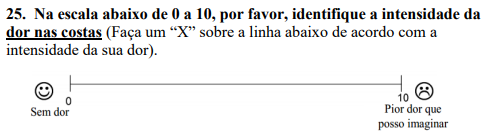 25. Na escala abaixo de 0 a 10, por favor, identifique a intensidade da
dor nas costas (Faça um “X” sobre a linha abaixo de acordo com a
intensidade da sua dor).
0
10
Sem dor
Pior dor que
posso imaginar